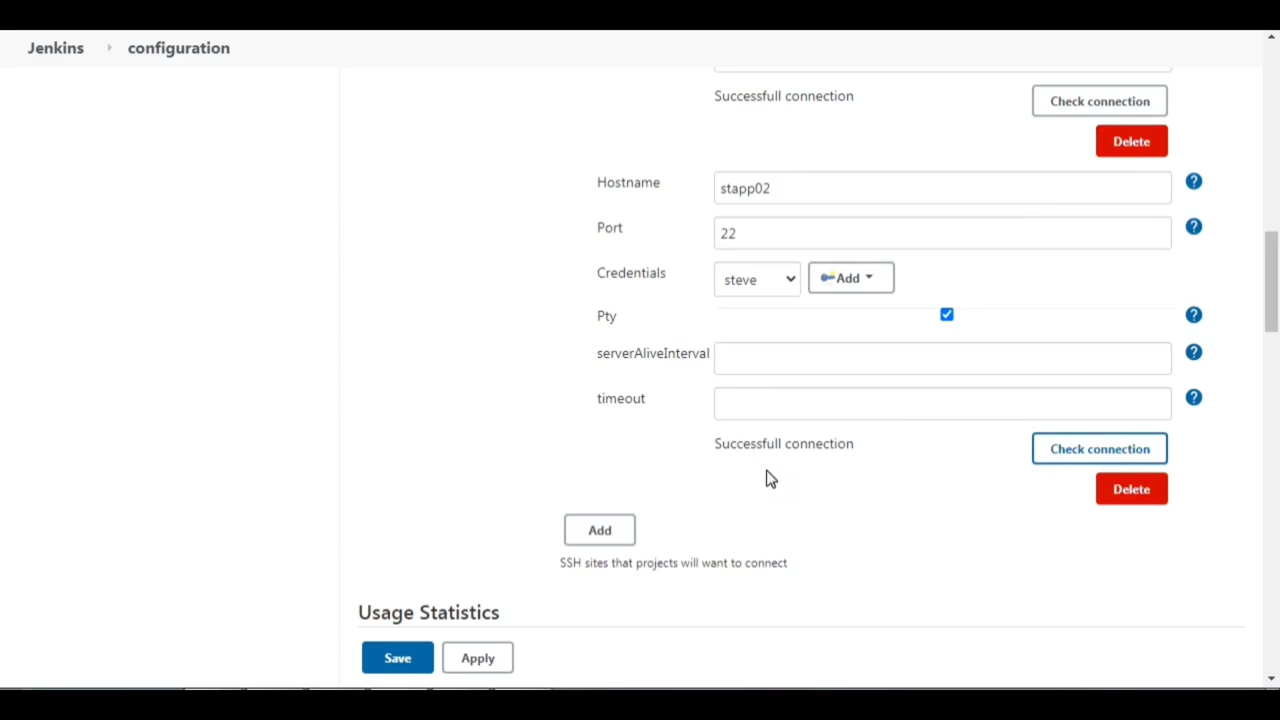 Jenkins configuration
Successfull connection Check connection
Delete
Hostname stapp02
Port 22
Credentials steve Add
Pty
serverAliveInterval
timeout
Successfull connection Check connection
Delete
Add
SSH sites that projects will want to connect
Usage Statistics
Save Apply